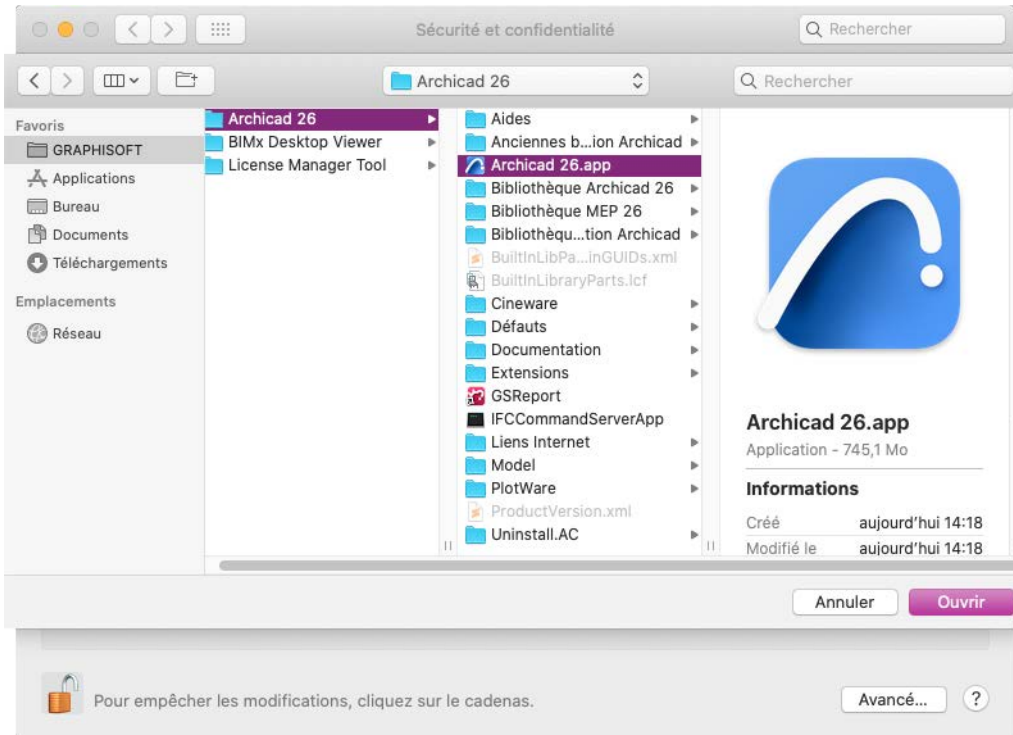 Sécurité et confidentialité
Rechercher
Archicad 26
Rechercher
Favoris
GRAPHISOFT
Applications
Bureau
Documents
Téléchargements
Emplacements
Réseau
Archicad 26
BIMx Desktop Viewer
License Manager Tool
Aides
Anciennes b...ion Archicad
Archicad 26.app
Bibliothèque Archicad 26
Bibliothèque MEP 26
Bibliothèqu...tion Archicad
BuiltInLibPa...inGUIDs.xml
BuiltInLibraryParts.lcf
Cineware
Défauts
Documentation
Extensions
GSReport
IFCCommandServerApp
Liens Internet
Model
PlotWare
ProductVersion.xml
Uninstall.AC
Archicad 26.app
Application - 745,1 Mo
Informations
Créé aujourd'hui 14:18
Modifié le aujourd'hui 14:18
Annuler
Ouvrir
Pour empêcher les modifications, cliquez sur le cadenas.
Avancé...
?